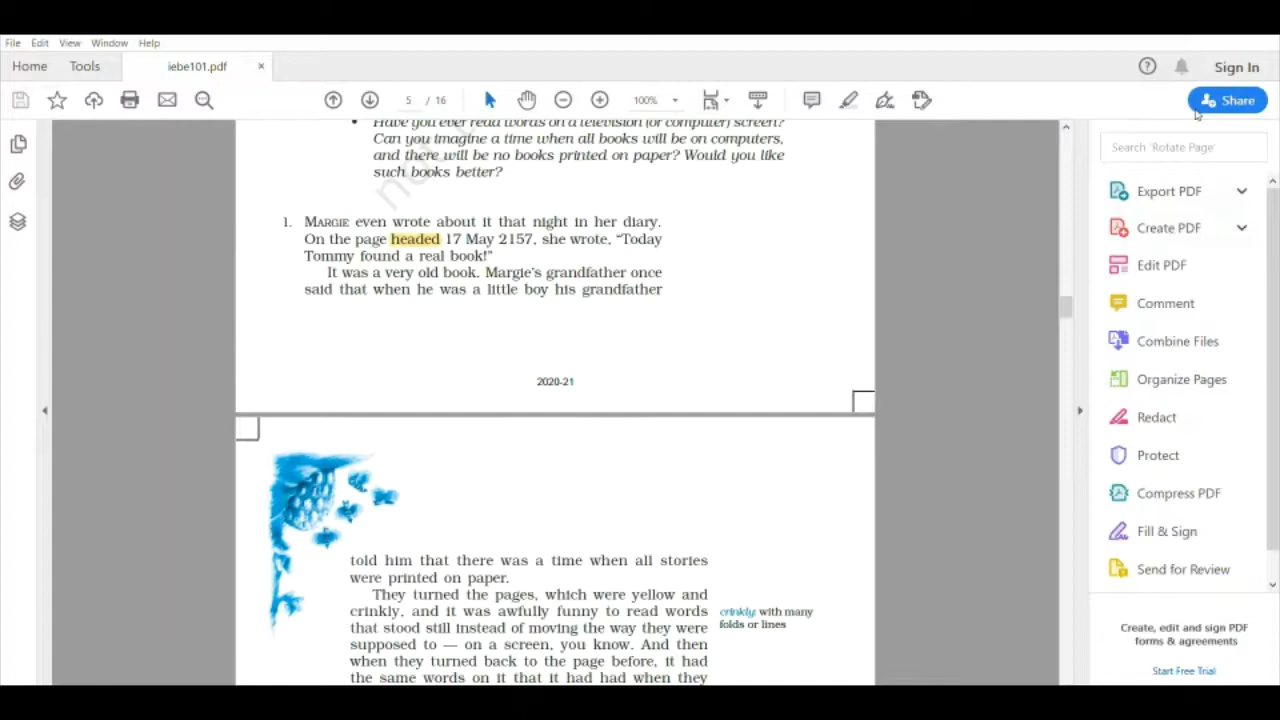 File Edit View Window Help
Home Tools iebe101.pdf × Sign In
5 / 16 100% Share
Have you ever read words on a television (or computer) screen?
Can you imagine a time when all books will be on computers,
and there will be no books printed on paper? Would you like
such books better?
1. MARGIE even wrote about it that night in her diary.
On the page headed 17 May 2157, she wrote, “Today
Tommy found a real book!”
It was a very old book. Margie’s grandfather once
said that when he was a little boy his grandfather
2020-21
told him that there was a time when all stories
were printed on paper.
They turned the pages, which were yellow and
crinkly, and it was awfully funny to read words
that stood still instead of moving the way they were
supposed to — on a screen, you know. And then
when they turned back to the page before, it had
the same words on it that it had had when they
crinkly: with many
folds or lines
Search 'Rotate Page'
Export PDF
Create PDF
Edit PDF
Comment
Combine Files
Organize Pages
Redact
Protect
Compress PDF
Fill & Sign
Send for Review
Create, edit and sign PDF
forms & agreements
Start Free Trial